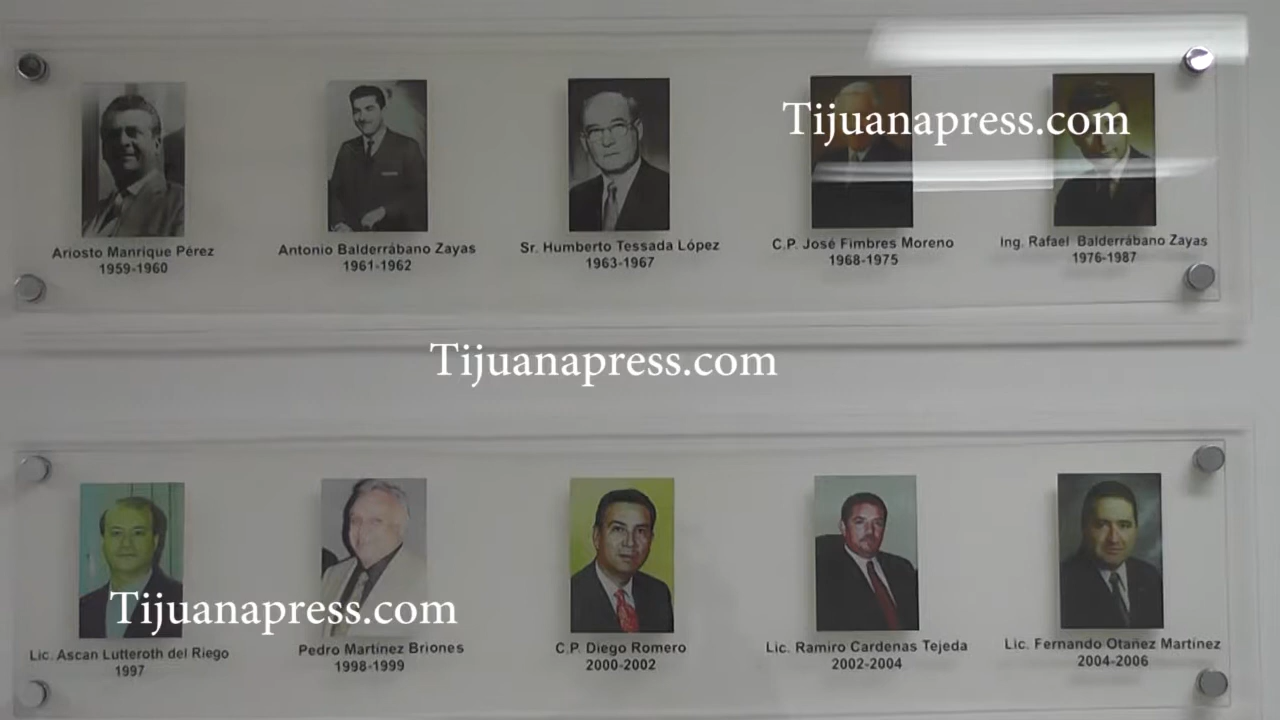 Tijuanapress.com
Ariosto Manrique Pérez
1959-1960
Antonio Balderrábano Zayas
1961-1962
Sr. Humberto Tessada López
1963-1967
C.P. José Fimbres Moreno
1968-1975
Ing. Rafael Balderrábano Zayas
1976-1987
Tijuanapress.com
Tijuanapress.com
Lic. Ascan Lutteroth del Riego
1997
Pedro Martínez Briones
1998-1999
C.P. Diego Romero
2000-2002
Lic. Ramiro Cardenas Tejeda
2002-2004
Lic. Fernando Otañez Martínez
2004-2006